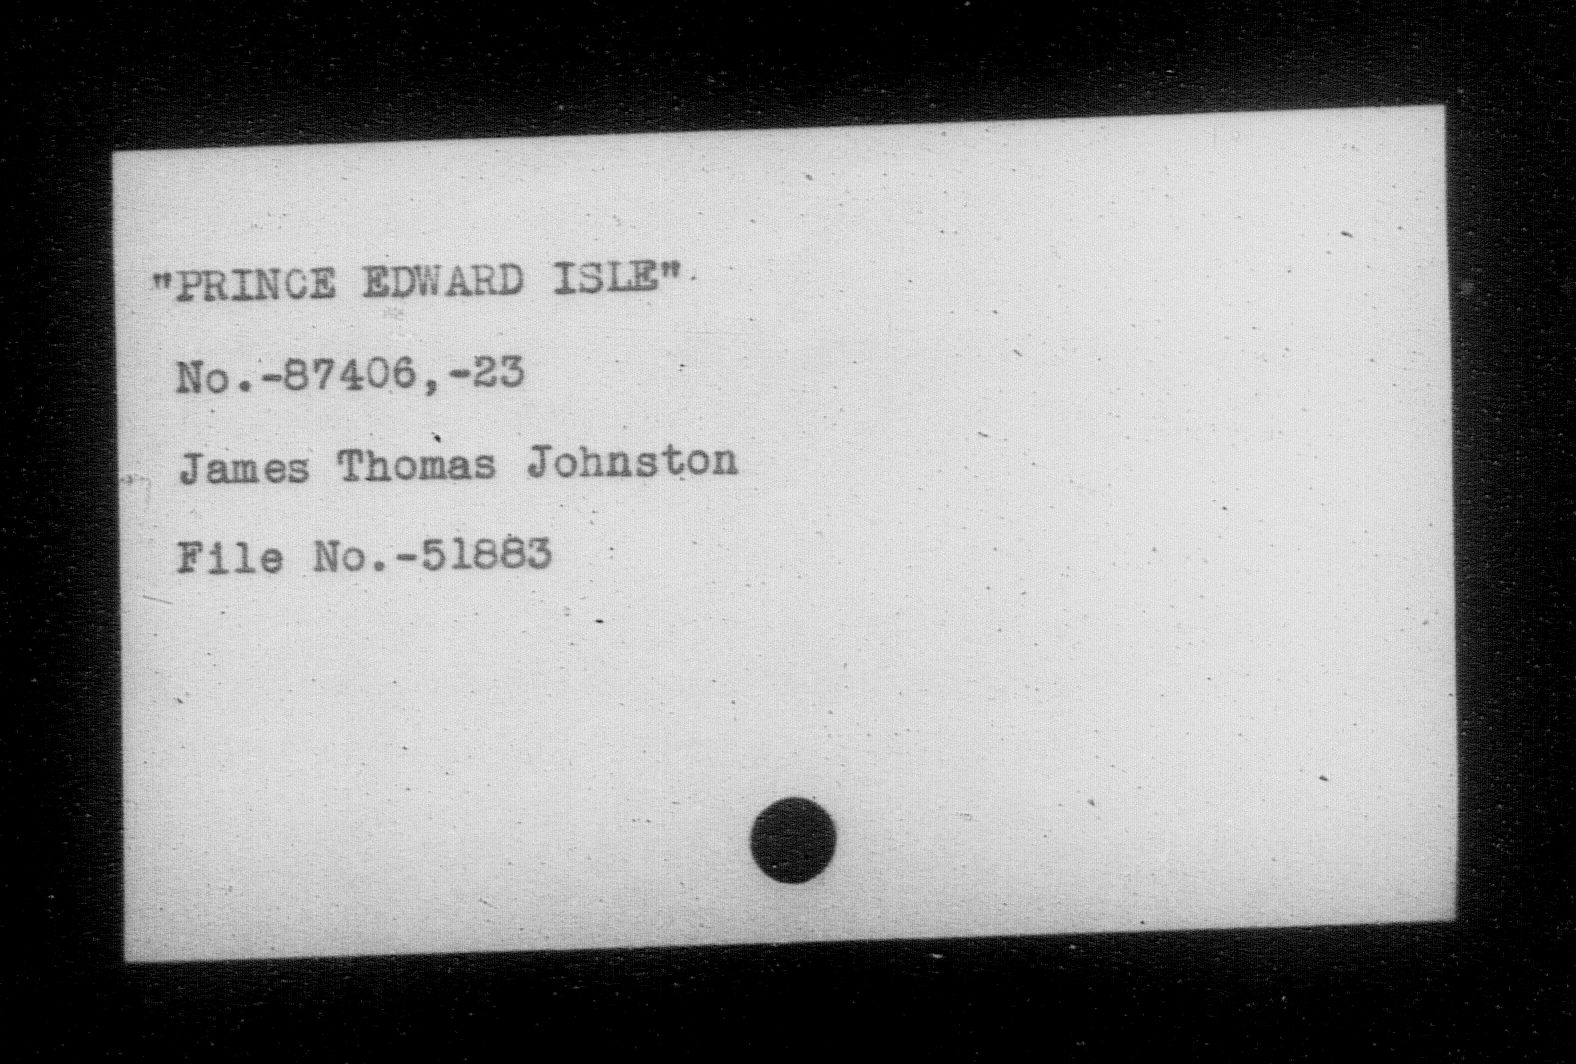 "PRINCE EDWARD ISLE".
No.-87406,-23
James Thomas Johnston
File No.-51883